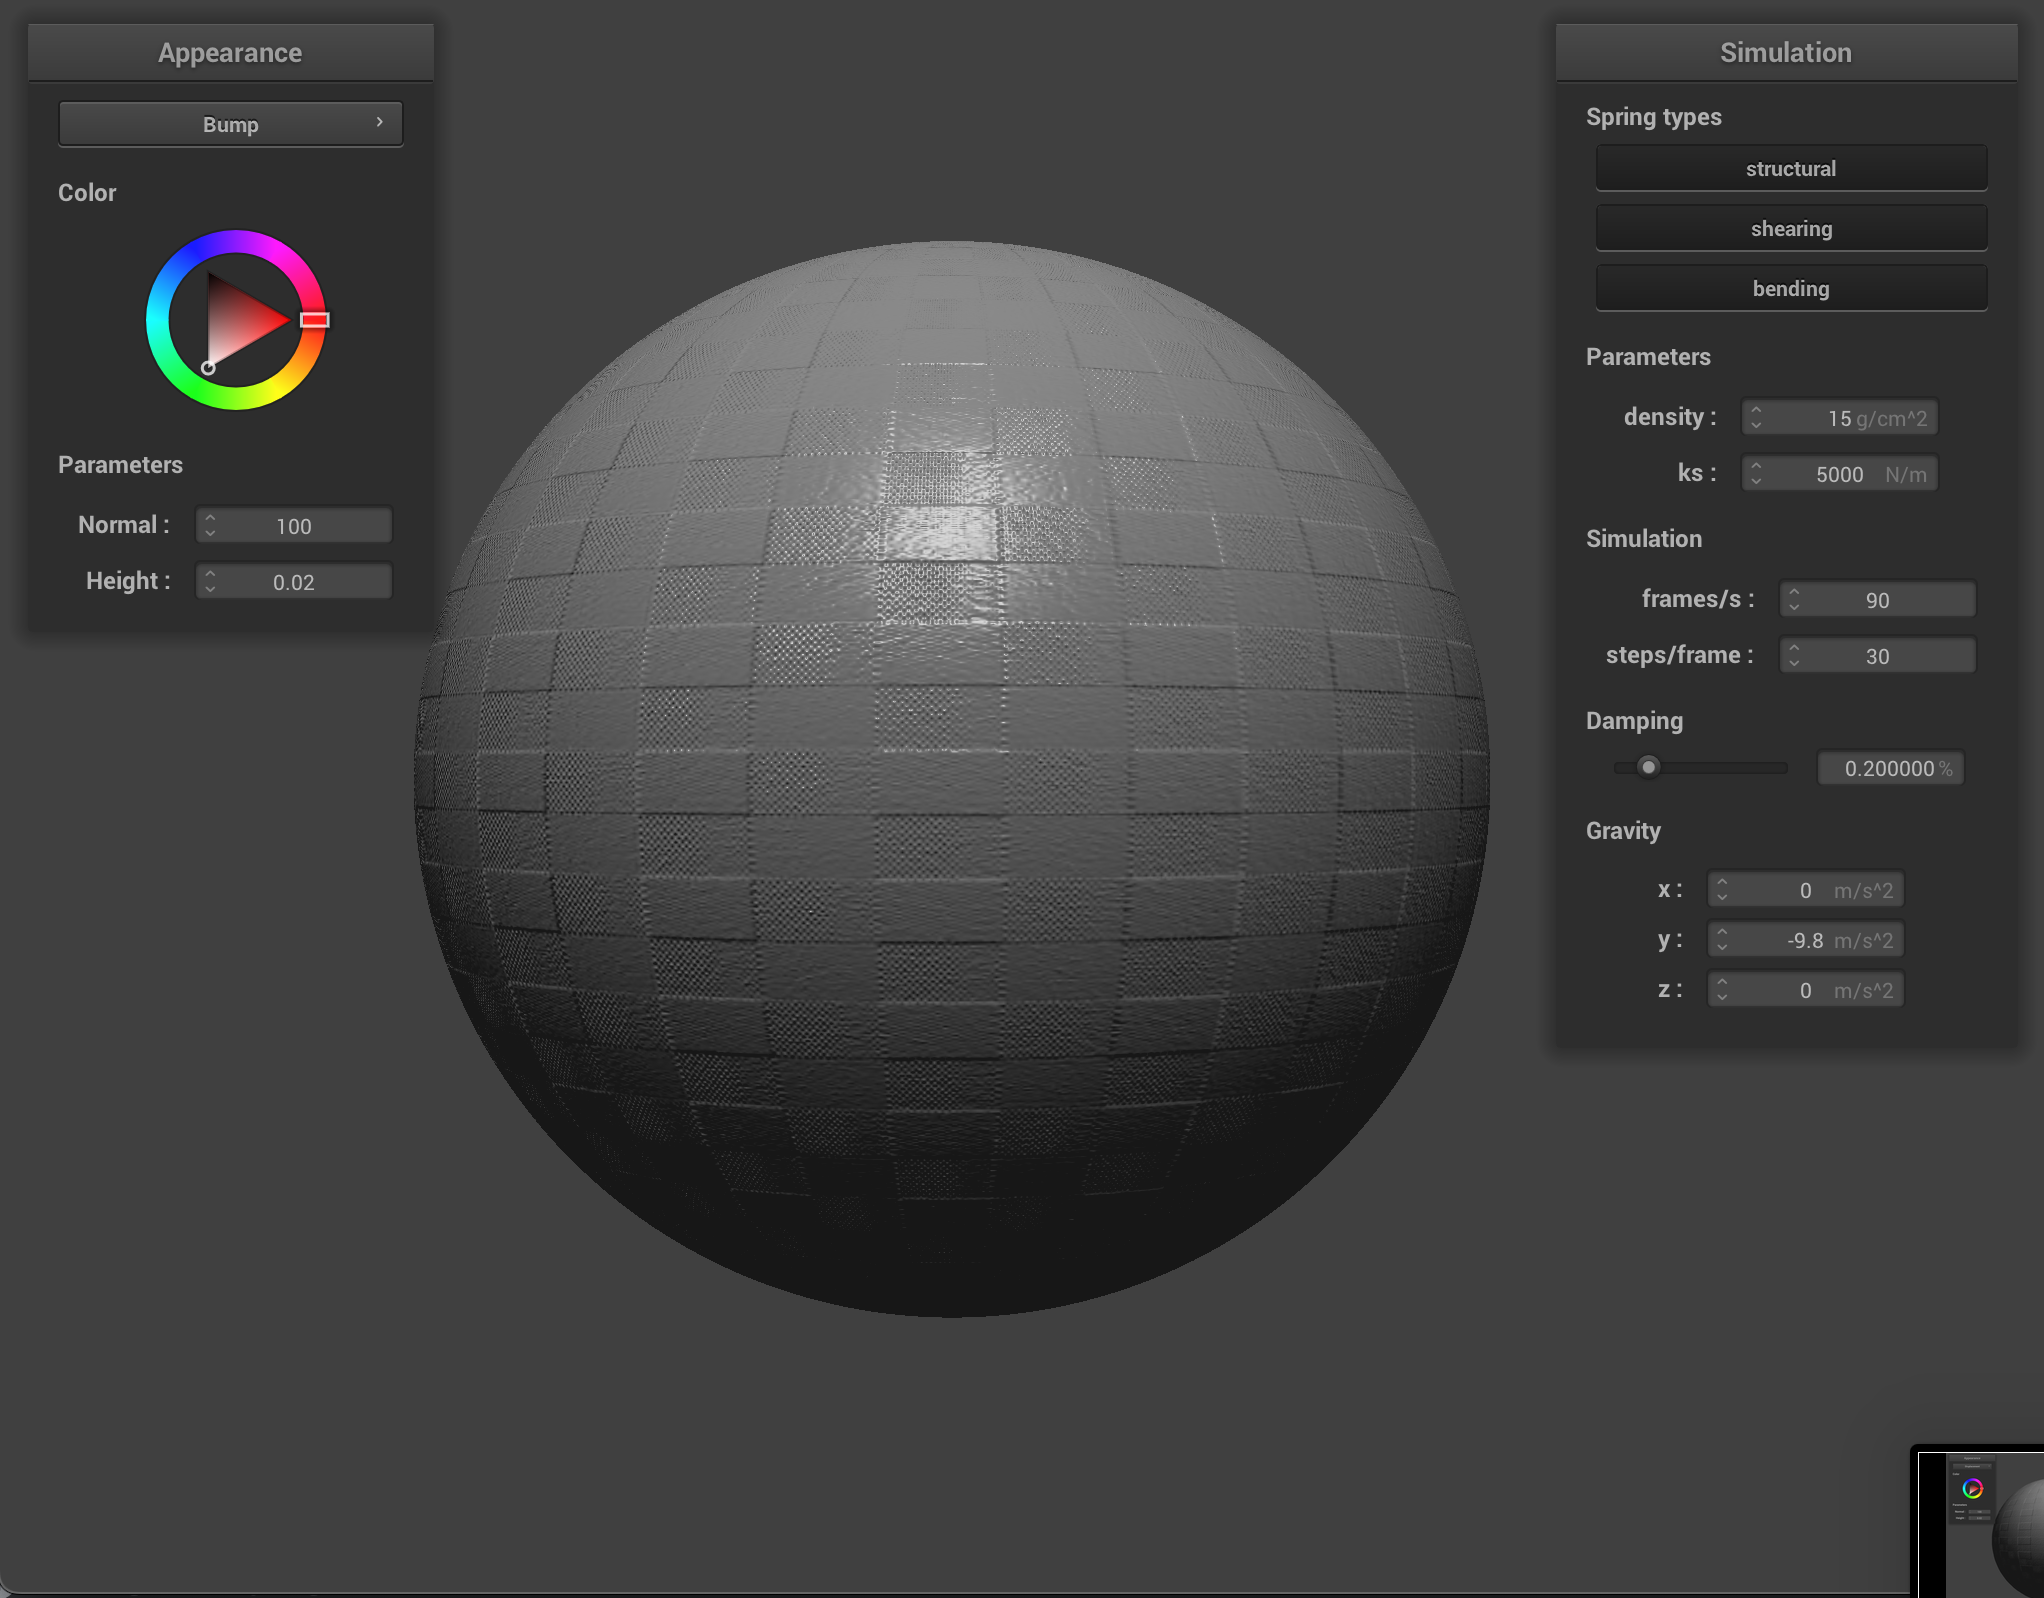 Appearance
Bump
Color
Parameters
Normal : 100
Height : 0.02
Simulation
Spring types
structural
shearing
bending
Parameters
density : 15 g/cm^2
ks : 5000 N/m
Simulation
frames/s : 90
steps/frame : 30
Damping
0.200000 %
Gravity
x : 0 m/s^2
y : -9.8 m/s^2
z : 0 m/s^2